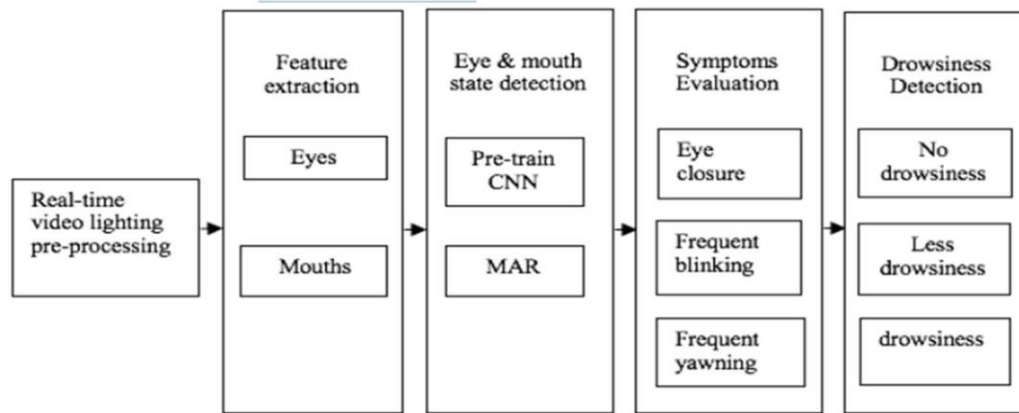 Real-time
video lighting
pre-processing
Feature
extraction
Eyes
Mouths
Eye & mouth
state detection
Pre-train
CNN
MAR
Symptoms
Evaluation
Eye
closure
Frequent
blinking
Frequent
yawning
Drowsiness
Detection
No
drowsiness
Less
drowsiness
drowsiness